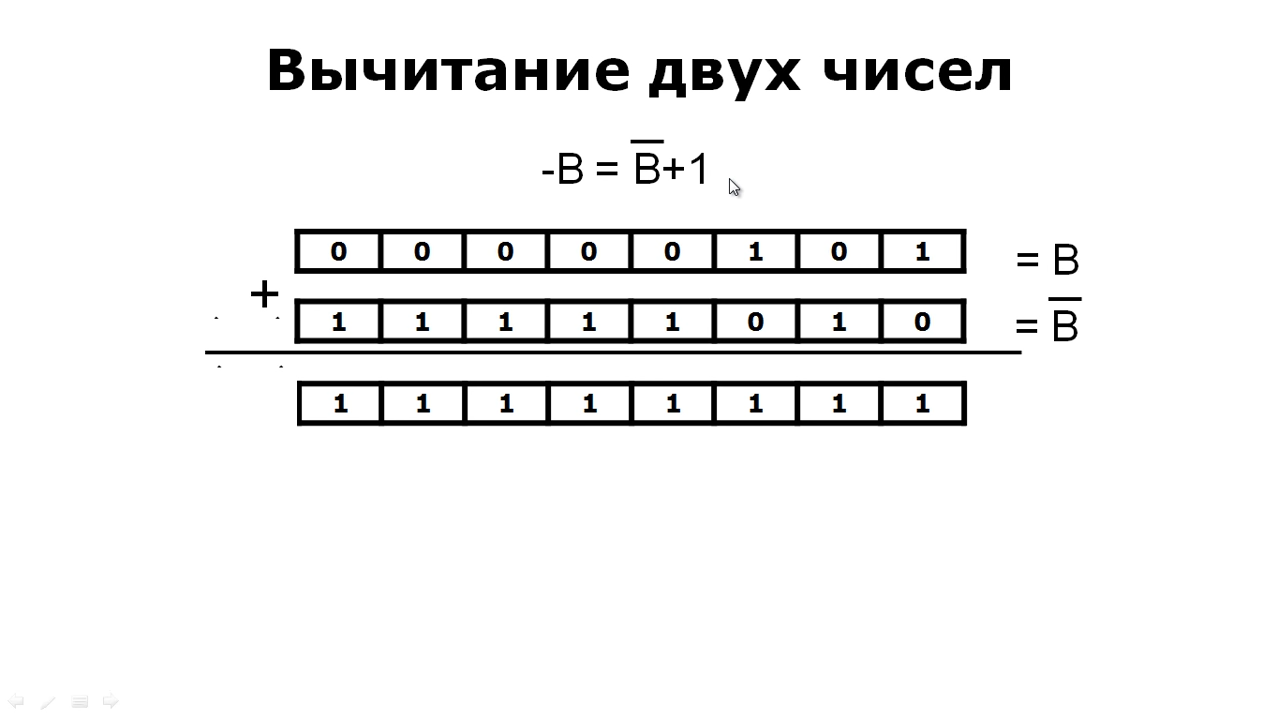 Вычитание двух чисел
-B = B̅+1
0 0 0 0 0 1 0 1 = B
+
1 1 1 1 1 0 1 0 = B̅
1 1 1 1 1 1 1 1